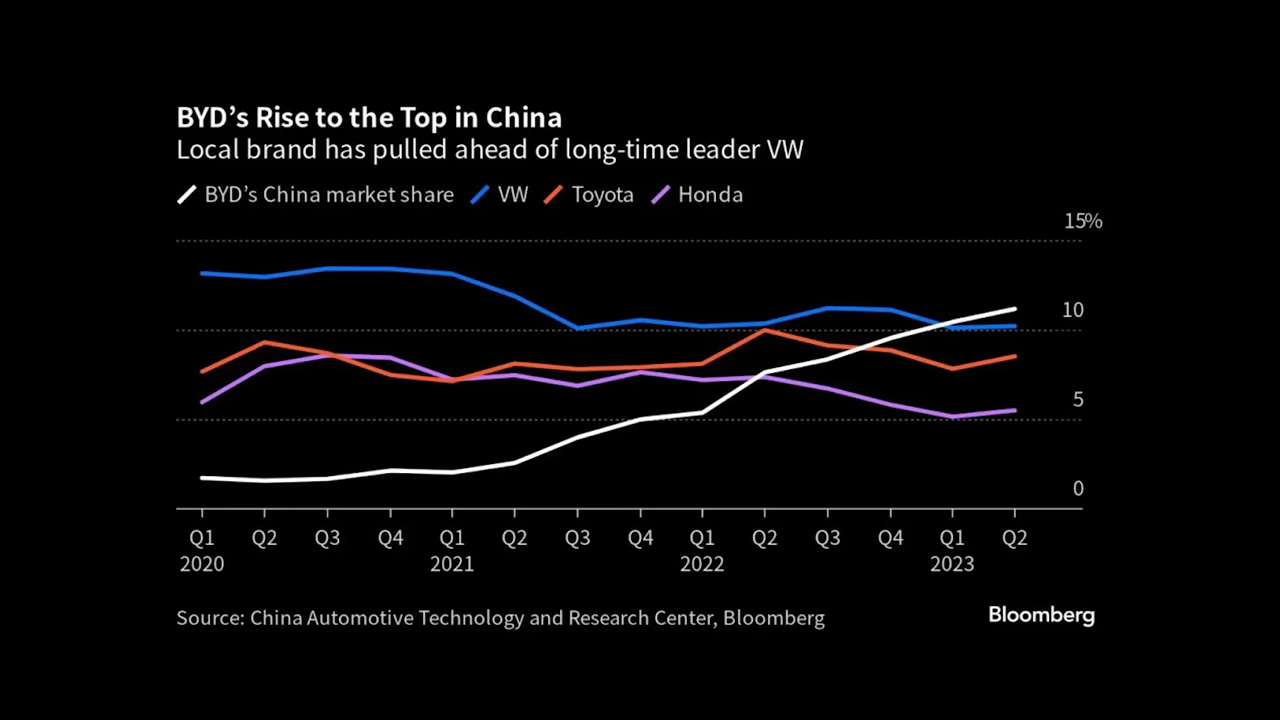 BYD’s Rise to the Top in China
Local brand has pulled ahead of long-time leader VW
BYD’s China market share VW Toyota Honda
15%
10
5
0
Q1 Q2 Q3 Q4 Q1 Q2 Q3 Q4 Q1 Q2 Q3 Q4 Q1 Q2
2020 2021 2022 2023
Source: China Automotive Technology and Research Center, Bloomberg
Bloomberg